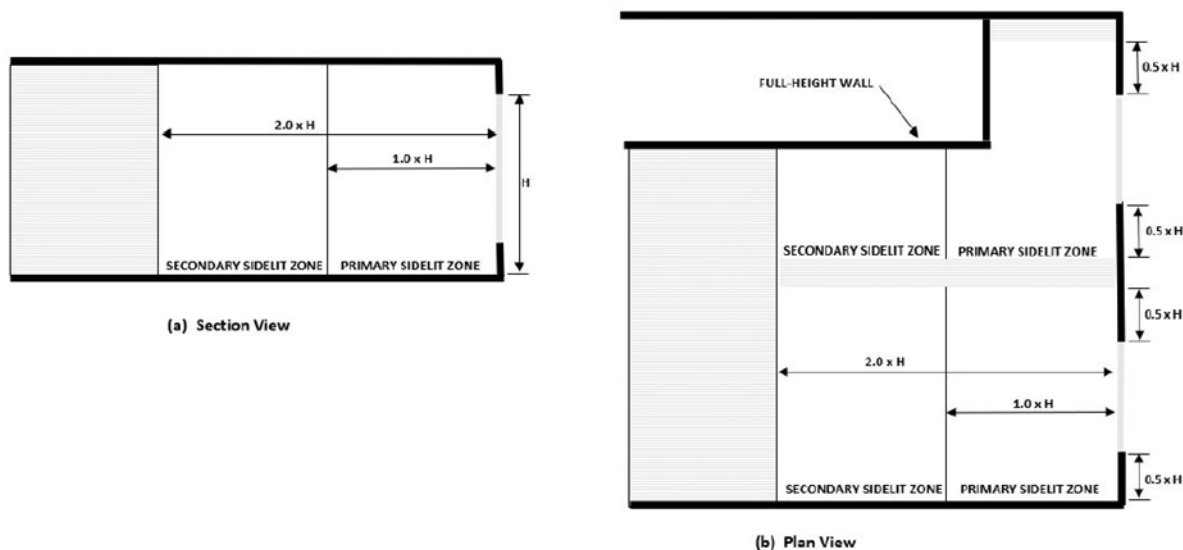 2.0 x H
1.0 x H
H
SECONDARY SIDELIT ZONE
PRIMARY SIDELIT ZONE
(a) Section View
0.5 x H
FULL-HEIGHT WALL
0.5 x H
SECONDARY SIDELIT ZONE
PRIMARY SIDELIT ZONE
0.5 x H
2.0 x H
1.0 x H
SECONDARY SIDELIT ZONE
PRIMARY SIDELIT ZONE
0.5 x H
(b) Plan View